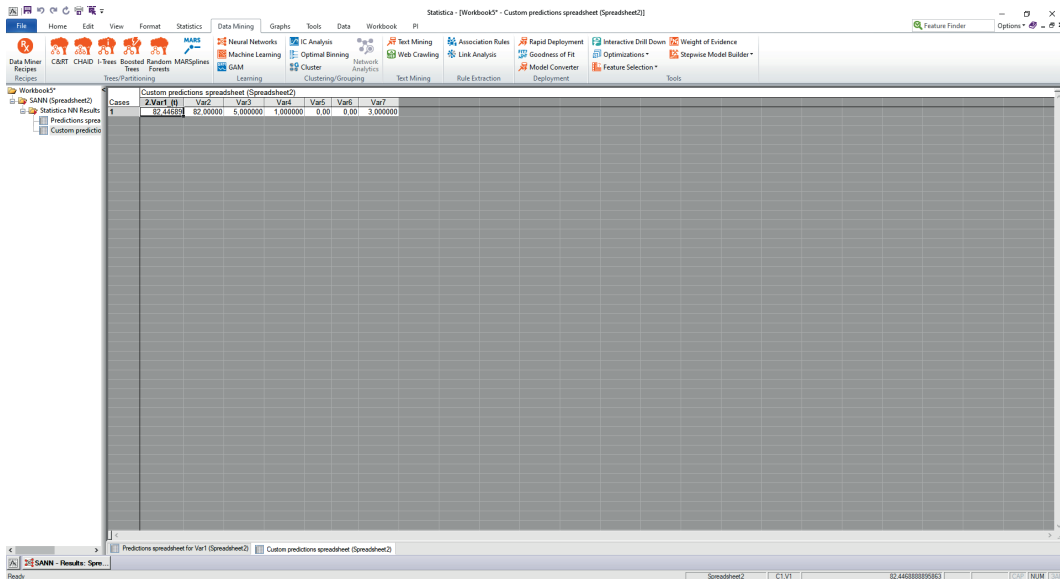 Statistica - [Workbook5* - Custom predictions spreadsheet (Spreadsheet2)]
File Home Edit View Format Statistics Data Mining Graphs Tools Data Workbook PI Feature Finder Options
Data Miner Recipes
C&RT CHAID I-Trees Boosted Trees Random Forests MARSplines
MARS
Neural Networks
Machine Learning
GAM
IC Analysis
Optimal Binning
Cluster
Network Analytics
Text Mining
Web Crawling
Association Rules
Link Analysis
Rapid Deployment
Goodness of Fit
Model Converter
Interactive Drill Down
Optimizations
Feature Selection
Weight of Evidence
Stepwise Model Builder
Recipes Trees/Partitioning Learning Clustering/Grouping Text Mining Rule Extraction Deployment Tools
Workbook5*
SANN (Spreadsheet2)
Statistica NN Results
Predictions sprea
Custom predictio
Custom predictions spreadsheet (Spreadsheet2)
Cases 2.Var1_(t) Var2 Var3 Var4 Var5 Var6 Var7
1 82,44689 82,00000 5,000000 1,000000 0,00 0,00 3,000000
Predictions spreadsheet for Var1 (Spreadsheet2) Custom predictions spreadsheet (Spreadsheet2)
SANN - Results: Spre...
Ready Spreadsheet2 C1,V1 82,4468888895863 CAP NUM